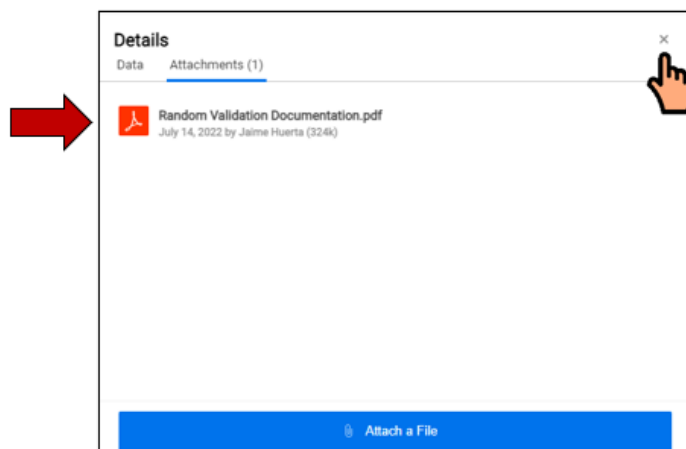 Details
Data Attachments (1)
Random Validation Documentation.pdf
July 14, 2022 by Jaime Huerta (324k)
Attach a File